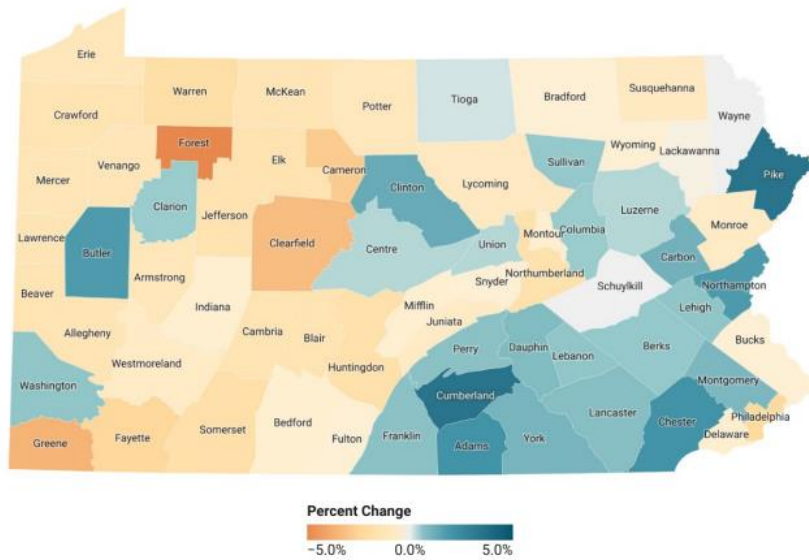 Erie
Warren
McKean
Potter
Tioga
Bradford
Susquehanna
Wayne
Crawford
Forest
Venango
Elk
Cameron
Sullivan
Wyoming
Lackawanna
Pike
Mercer
Clarion
Clinton
Lycoming
Luzerne
Jefferson
Monroe
Lawrence
Butler
Clearfield
Centre
Union
Montour
Columbia
Carbon
Armstrong
Snyder
Northumberland
Northampton
Beaver
Indiana
Mifflin
Schuylkill
Lehigh
Allegheny
Cambria
Blair
Juniata
Bucks
Westmoreland
Huntingdon
Perry
Dauphin
Lebanon
Berks
Washington
Montgomery
Cumberland
Philadelphia
Greene
Fayette
Somerset
Bedford
Fulton
Franklin
Adams
York
Lancaster
Chester
Delaware
Percent Change
−5.0% 0.0% 5.0%